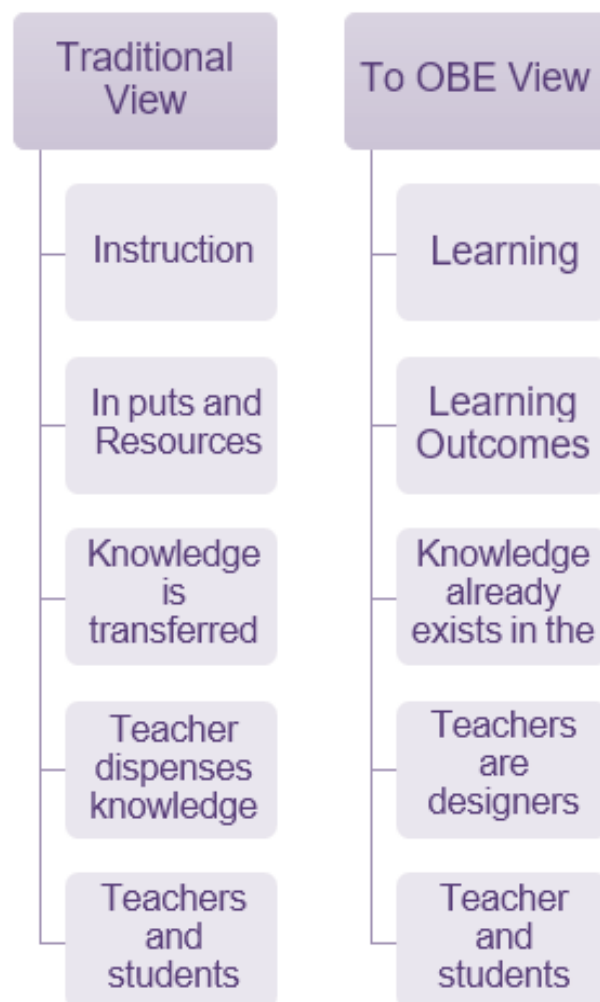 Traditional
View
Instruction
In puts and
Resources
Knowledge
is
transferred
Teacher
dispenses
knowledge
Teachers
and
students
To OBE View
Learning
Learning
Outcomes
Knowledge
already
exists in the
Teachers
are
designers
Teacher
and
students